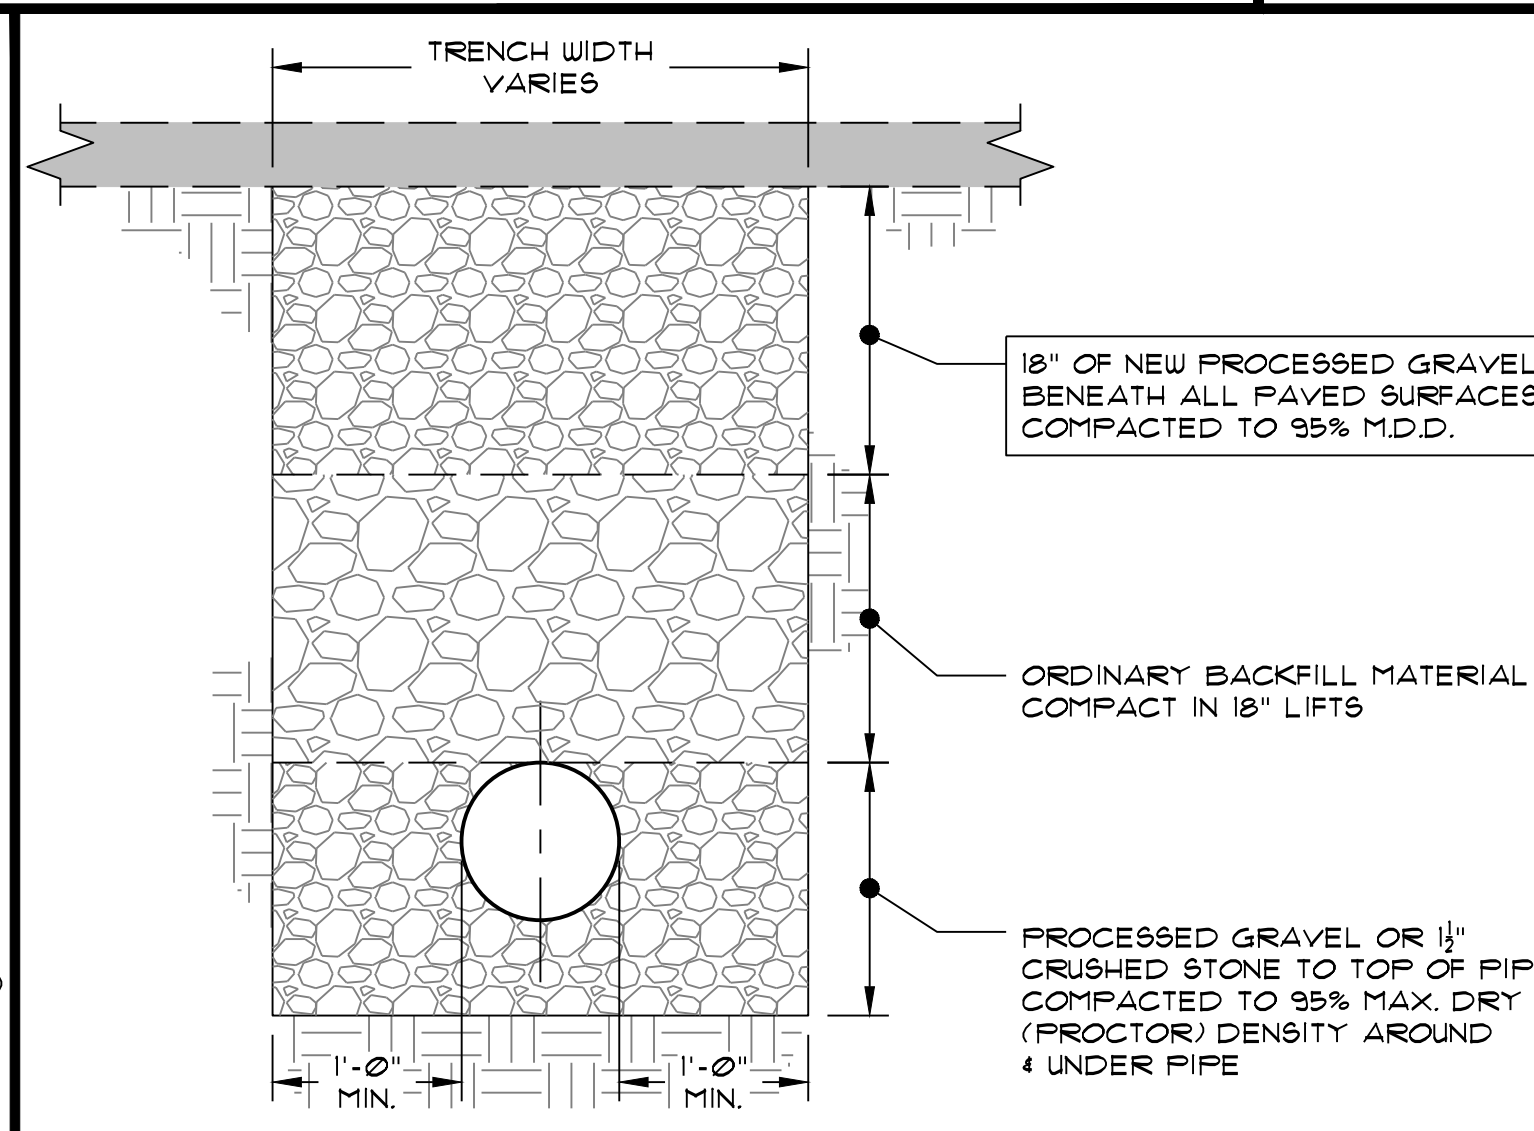 TRENCH WIDTH
VARIES
18" OF NEW PROCESSED GRAVEL
BENEATH ALL PAVED SURFACES
COMPACTED TO 95% M.D.D.
ORDINARY BACKFILL MATERIAL
COMPACT IN 18" LIFTS
PROCESSED GRAVEL OR 1½"
CRUSHED STONE TO TOP OF PIP
COMPACTED TO 95% MAX. DRY
(PROCTOR) DENSITY AROUND
& UNDER PIPE
1'-0" 1'-0"
MIN. MIN.